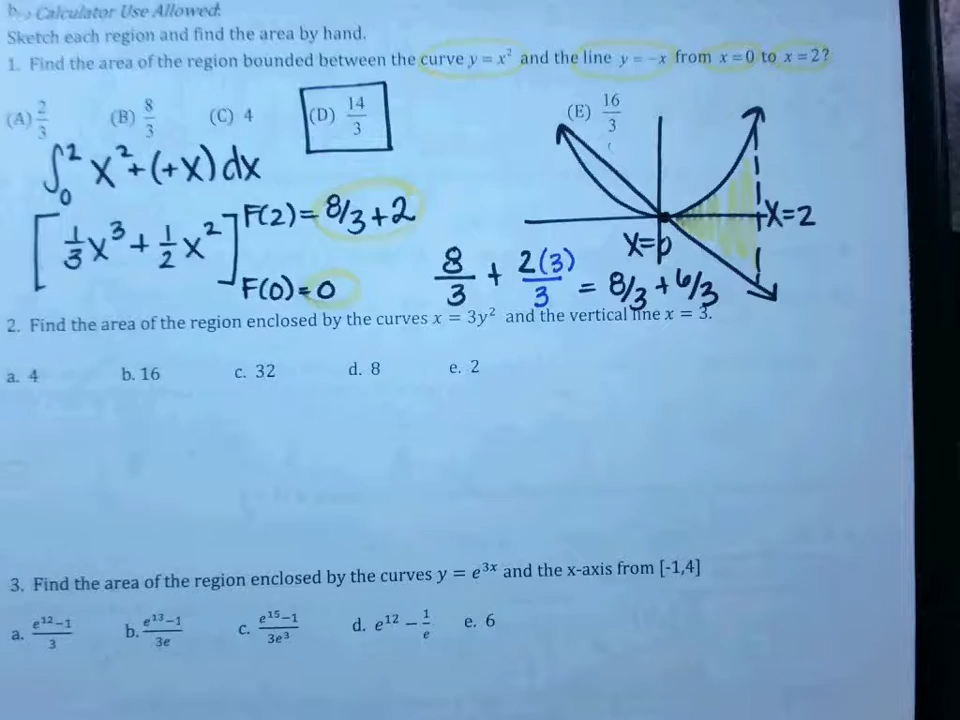 Calculator Use Allowed:
Sketch each region and find the area by hand.
1. Find the area of the region bounded between the curve y = x² and the line y = −x from x = 0 to x = 2?
(A) 2/3 (B) 8/3 (C) 4 (D) 14/3 (E) 16/3
∫₀² x² + (+x) dx
[1/3 x³ + 1/2 x²] F(2) = 8/3 + 2
F(0) = 0
8/3 + 2(3)/3 = 8/3 + 6/3
x=2
x=0
2. Find the area of the region enclosed by the curves x = 3y² and the vertical line x = 3.
a. 4 b. 16 c. 32 d. 8 e. 2
3. Find the area of the region enclosed by the curves y = e³ˣ and the x-axis from [-1,4]
a. (e¹²−1)/3 b. (e¹³−1)/3e c. (e¹⁵−1)/3e³ d. e¹² − 1/e e. 6